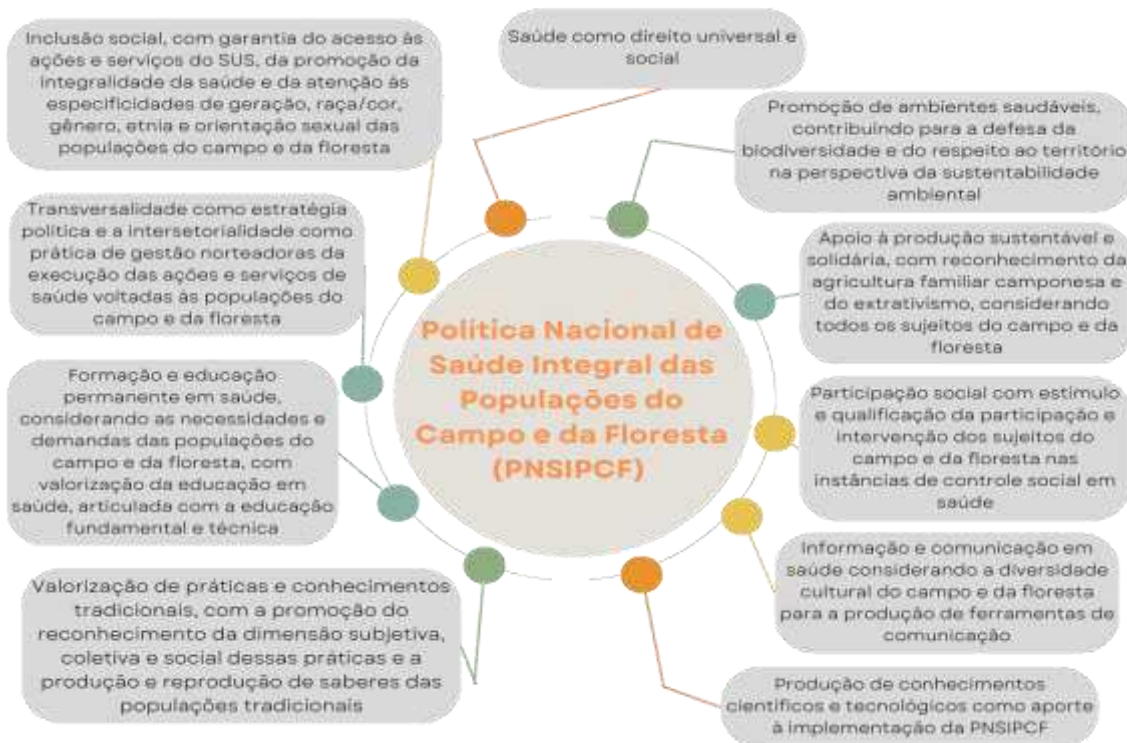 Inclusão social, com garantia do acesso às
ações e serviços do SUS, da promoção da
integralidade da saúde e da atenção às
especificidades de geração, raça/cor,
gênero, etnia e orientação sexual das
populações do campo e da floresta
Saúde como direito universal e
social
Promoção de ambientes saudáveis,
contribuindo para a defesa da
biodiversidade e do respeito ao território
na perspectiva da sustentabilidade
ambiental
Transversalidade como estratégia
política e a intersetorialidade como
prática de gestão norteadoras da
execução das ações e serviços de
saúde voltadas às populações do
campo e da floresta
Apoio à produção sustentável e
solidária, com reconhecimento da
agricultura familiar camponesa e
do extrativismo, considerando
todos os sujeitos do campo e da
floresta
Política Nacional de
Saúde Integral das
Populações do
Campo e da Floresta
(PNSIPCF)
Formação e educação
permanente em saúde,
considerando as necessidades e
demandas das populações do
campo e da floresta, com
valorização da educação em
saúde, articulada com a educação
fundamental e técnica
Participação social com estímulo
e qualificação da participação e
intervenção dos sujeitos do
campo e da floresta nas
instâncias de controle social em
saúde
Informação e comunicação em
saúde considerando a diversidade
cultural do campo e da floresta
para a produção de ferramentas de
comunicação
Valorização de práticas e conhecimentos
tradicionais, com a promoção do
reconhecimento da dimensão subjetiva,
coletiva e social dessas práticas e a
produção e reprodução de saberes das
populações tradicionais
Produção de conhecimentos
científicos e tecnológicos como aporte
à implementação da PNSIPCF